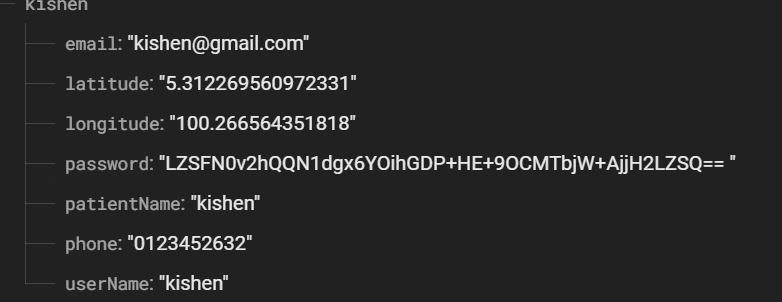 kishen
email: "kishen@gmail.com"
latitude: "5.312269560972331"
longitude: "100.266564351818"
password: "LZSFN0v2hQQN1dgx6YOihGDP+HE+9OCMTbjW+AjjH2LZSQ== "
patientName: "kishen"
phone: "0123452632"
userName: "kishen"